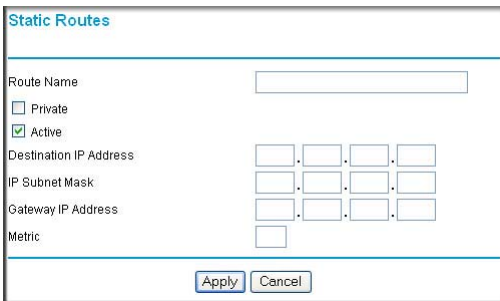 Static Routes
Route Name
Private
Active
Destination IP Address
. . .
IP Subnet Mask
. . .
Gateway IP Address
. . .
Metric
Apply Cancel